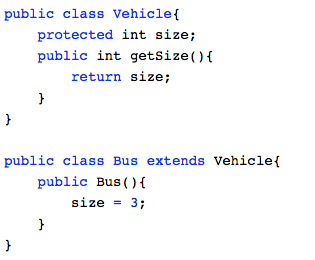 public class Vehicle{
    protected int size;
    public int getSize(){
        return size;
    }
}

public class Bus extends Vehicle{
    public Bus(){
        size = 3;
    }
}